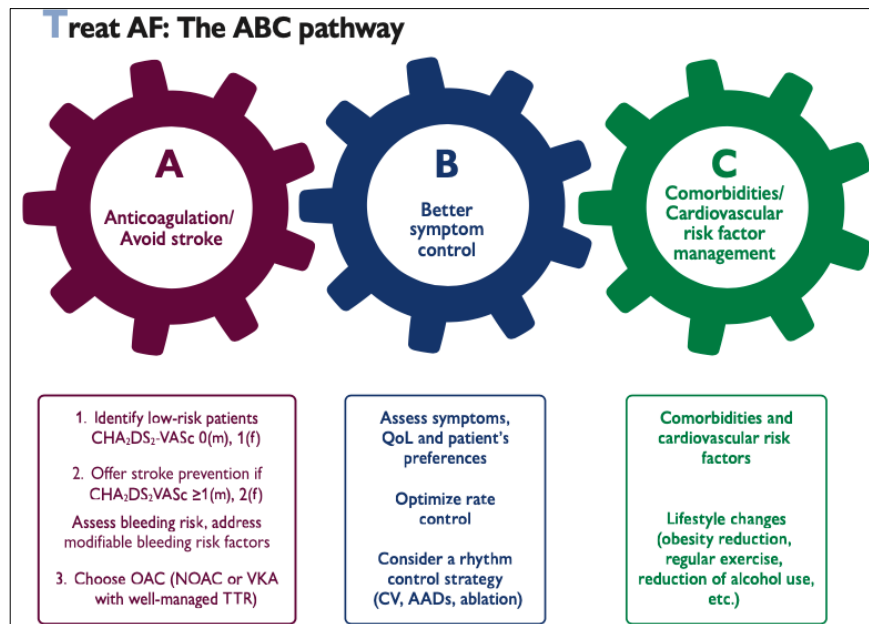 Treat AF: The ABC pathway
A
Anticoagulation/
Avoid stroke
B
Better
symptom
control
C
Comorbidities/
Cardiovascular
risk factor
management
1. Identify low-risk patients
CHA₂DS₂-VASc 0(m), 1(f)
2. Offer stroke prevention if
CHA₂DS₂VASc ≥1(m), 2(f)
Assess bleeding risk, address
modifiable bleeding risk factors
3. Choose OAC (NOAC or VKA
with well-managed TTR)
Assess symptoms,
QoL and patient's
preferences
Optimize rate
control
Consider a rhythm
control strategy
(CV, AADs, ablation)
Comorbidities and
cardiovascular risk
factors
Lifestyle changes
(obesity reduction,
regular exercise,
reduction of alcohol use,
etc.)